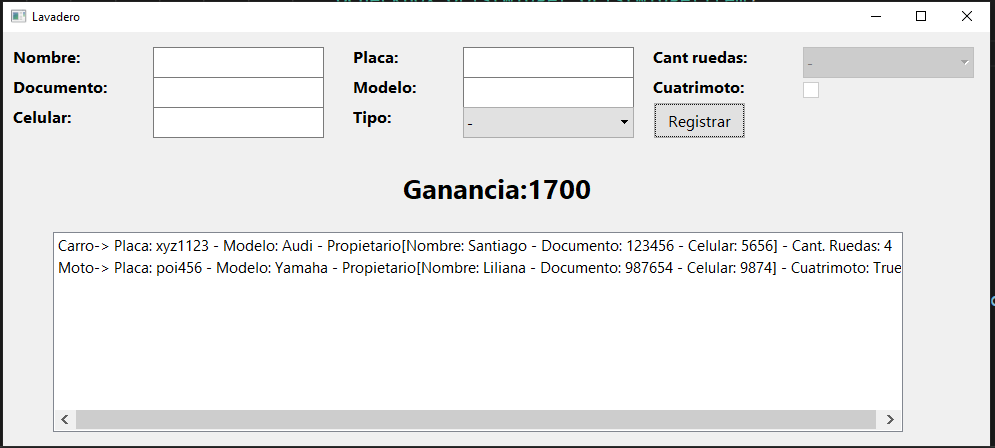 Lavadero
Nombre: Placa: Cant ruedas: -
Documento: Modelo: Cuatrimoto:
Celular: Tipo: - Registrar
Ganancia:1700
Carro-> Placa: xyz1123 - Modelo: Audi - Propietario[Nombre: Santiago - Documento: 123456 - Celular: 5656] - Cant. Ruedas: 4
Moto-> Placa: poi456 - Modelo: Yamaha - Propietario[Nombre: Liliana - Documento: 987654 - Celular: 9874] - Cuatrimoto: True